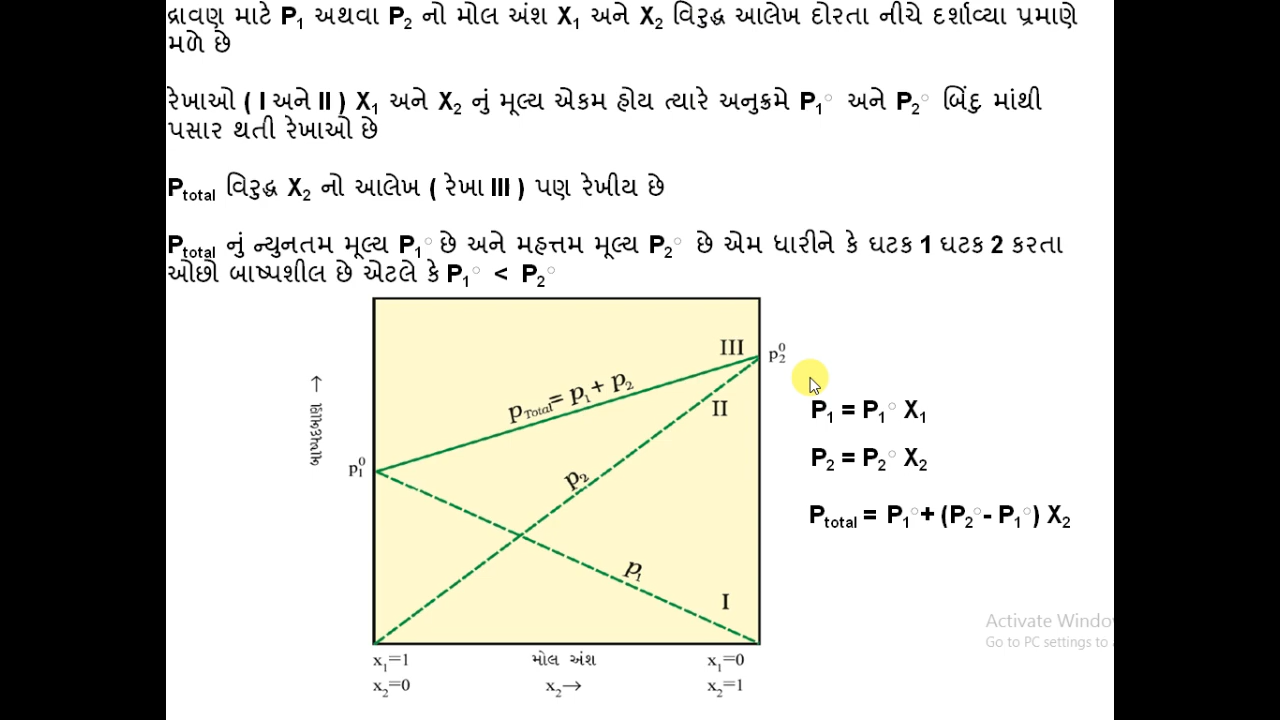 દ્રાવણ માટે P₁ અથવા P₂ નો મોલ અંશ X₁ અને X₂ વિરુદ્ધ આલેખ દોરતા નીચે દર્શાવ્યા પ્રમાણે
મળે છે
રેખાઓ ( I અને II ) X₁ અને X₂ નું મૂલ્ય એકમ હોય ત્યારે અનુક્રમે P₁° અને P₂° બિંદુ માંથી
પસાર થતી રેખાઓ છે
Pₜₒₜₐₗ વિરુદ્ધ X₂ નો આલેખ ( રેખા III ) પણ રેખીય છે
Pₜₒₜₐₗ નું ન્યુનતમ મૂલ્ય P₁° છે અને મહત્તમ મૂલ્ય P₂° છે એમ ધારીને કે ઘટક 1 ઘટક 2 કરતા
ઓછો બાષ્પશીલ છે એટલે કે P₁° < P₂°
III
p₂⁰
p_Total = p₁ + p₂
II
બાષ્પદબાણ →
p₁⁰
p₂
p₁
I
P₁ = P₁° X₁
P₂ = P₂° X₂
Pₜₒₜₐₗ = P₁° + (P₂° - P₁°) X₂
x₁=1 મોલ અંશ x₁=0
x₂=0 x₂→ x₂=1
Activate Windo
Go to PC settings to